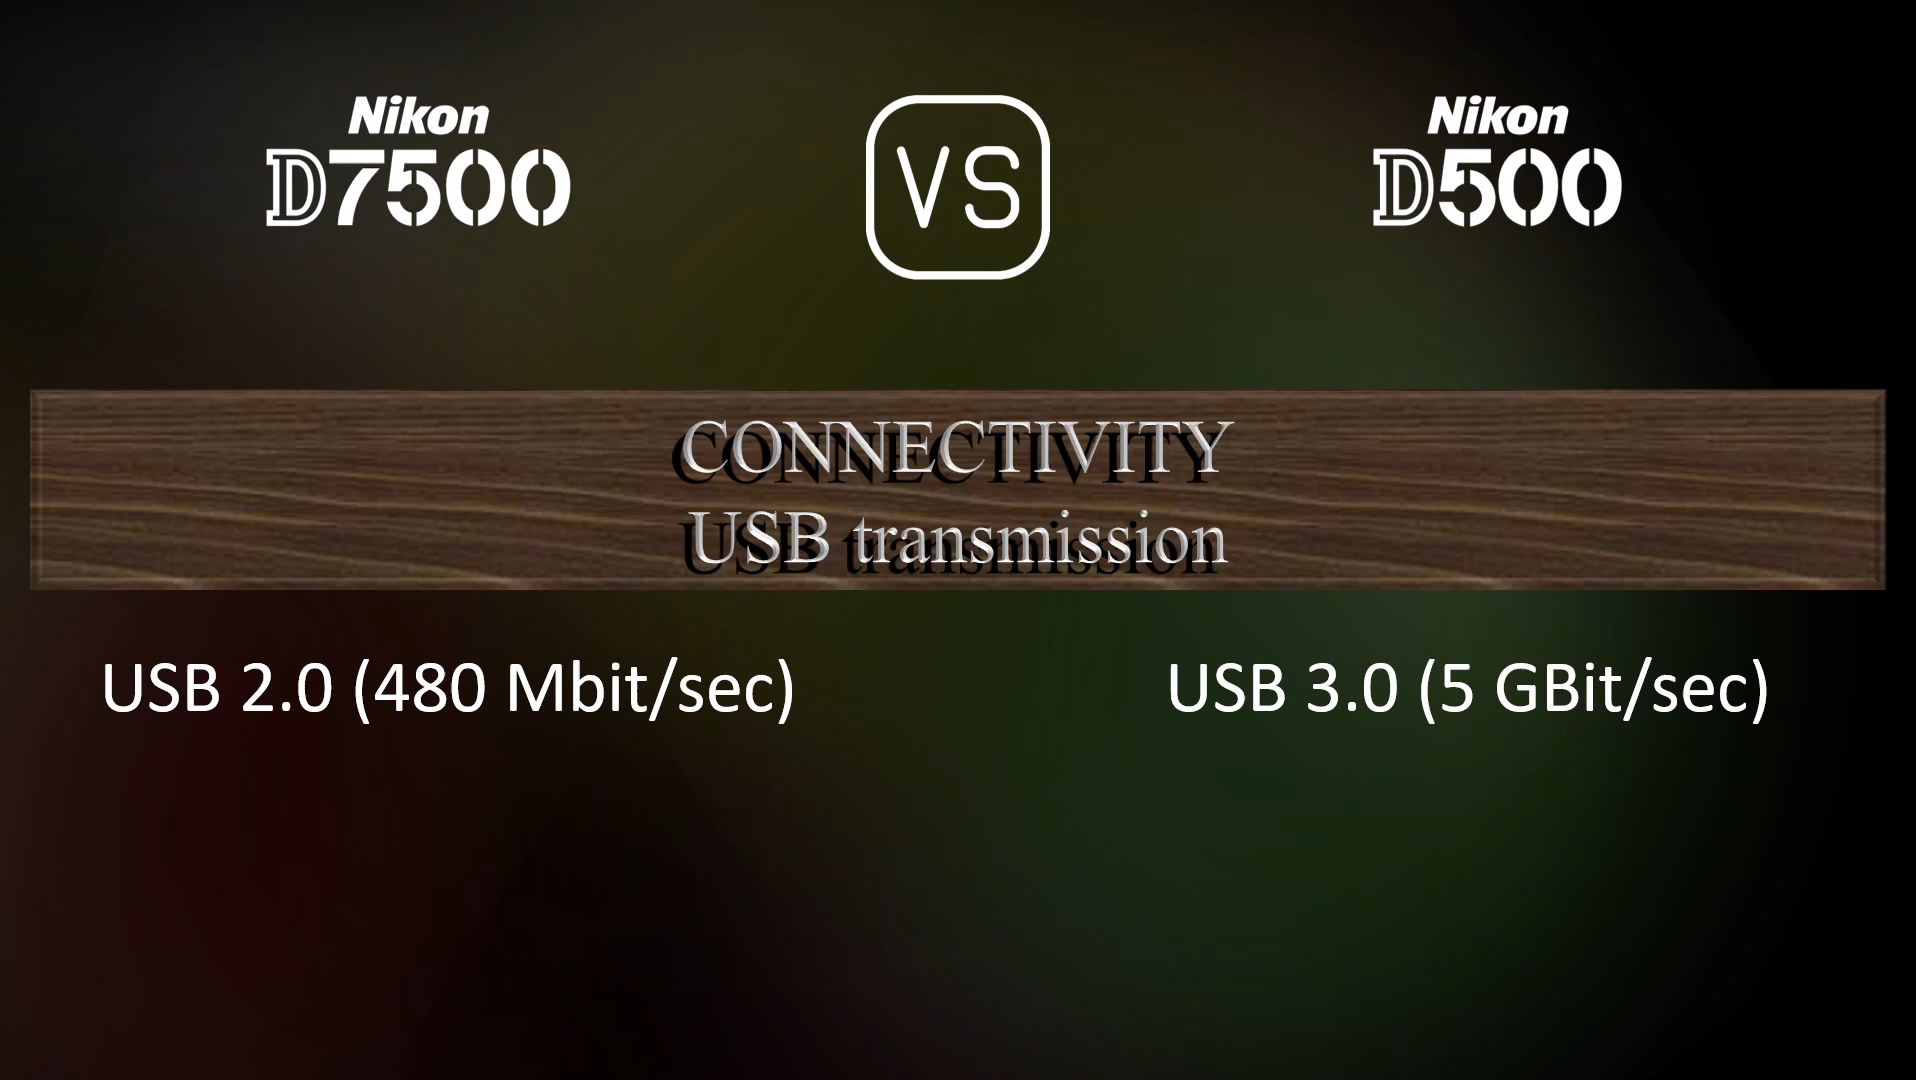 Nikon
D7500
VS
Nikon
D500
CONNECTIVITY
USB transmission
USB 2.0 (480 Mbit/sec)
USB 3.0 (5 GBit/sec)